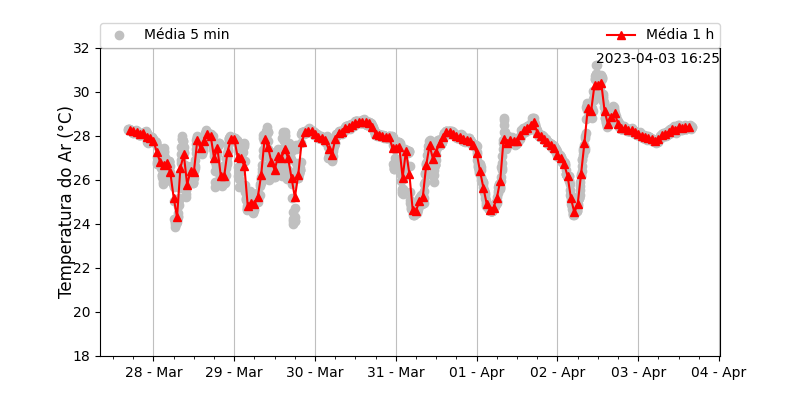 Média 5 min
Média 1 h
2023-04-03 16:25
Temperatura do Ar (°C)
32
30
28
26
24
22
20
18
28 - Mar
29 - Mar
30 - Mar
31 - Mar
01 - Apr
02 - Apr
03 - Apr
04 - Apr